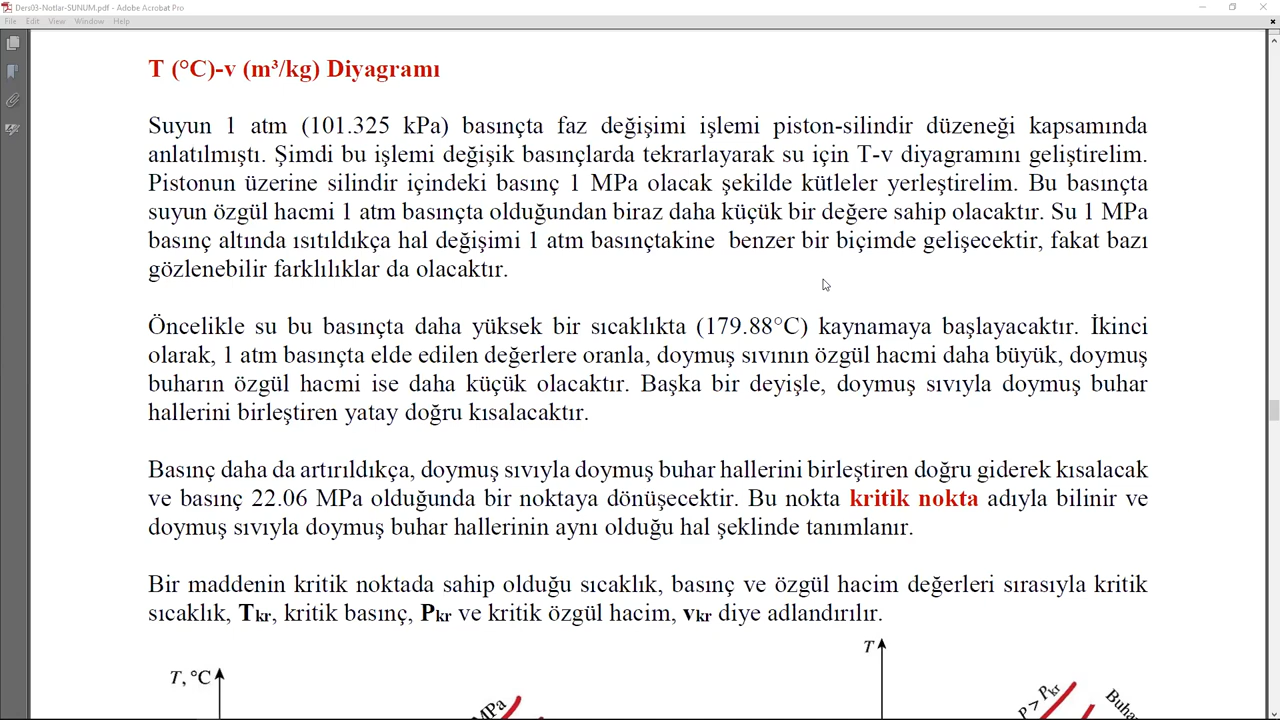 Ders03-Notlar-SUNUM.pdf - Adobe Acrobat Pro
File Edit View Window Help
T (°C)-v (m³/kg) Diyagramı
Suyun 1 atm (101.325 kPa) basınçta faz değişimi işlemi piston-silindir düzeneği kapsamında
anlatılmıştı. Şimdi bu işlemi değişik basınçlarda tekrarlayarak su için T-v diyagramını geliştirelim.
Pistonun üzerine silindir içindeki basınç 1 MPa olacak şekilde kütleler yerleştirelim. Bu basınçta
suyun özgül hacmi 1 atm basınçta olduğundan biraz daha küçük bir değere sahip olacaktır. Su 1 MPa
basınç altında ısıtıldıkça hal değişimi 1 atm basınçtakine benzer bir biçimde gelişecektir, fakat bazı
gözlenebilir farklılıklar da olacaktır.
Öncelikle su bu basınçta daha yüksek bir sıcaklıkta (179.88°C) kaynamaya başlayacaktır. İkinci
olarak, 1 atm basınçta elde edilen değerlere oranla, doymuş sıvının özgül hacmi daha büyük, doymuş
buharın özgül hacmi ise daha küçük olacaktır. Başka bir deyişle, doymuş sıvıyla doymuş buhar
hallerini birleştiren yatay doğru kısalacaktır.
Basınç daha da artırıldıkça, doymuş sıvıyla doymuş buhar hallerini birleştiren doğru giderek kısalacak
ve basınç 22.06 MPa olduğunda bir noktaya dönüşecektir. Bu nokta kritik nokta adıyla bilinir ve
doymuş sıvıyla doymuş buhar hallerinin aynı olduğu hal şeklinde tanımlanır.
Bir maddenin kritik noktada sahip olduğu sıcaklık, basınç ve özgül hacim değerleri sırasıyla kritik
sıcaklık, Tkr, kritik basınç, Pkr ve kritik özgül hacim, vkr diye adlandırılır.
T, °C
MPa
T
P > Pkr